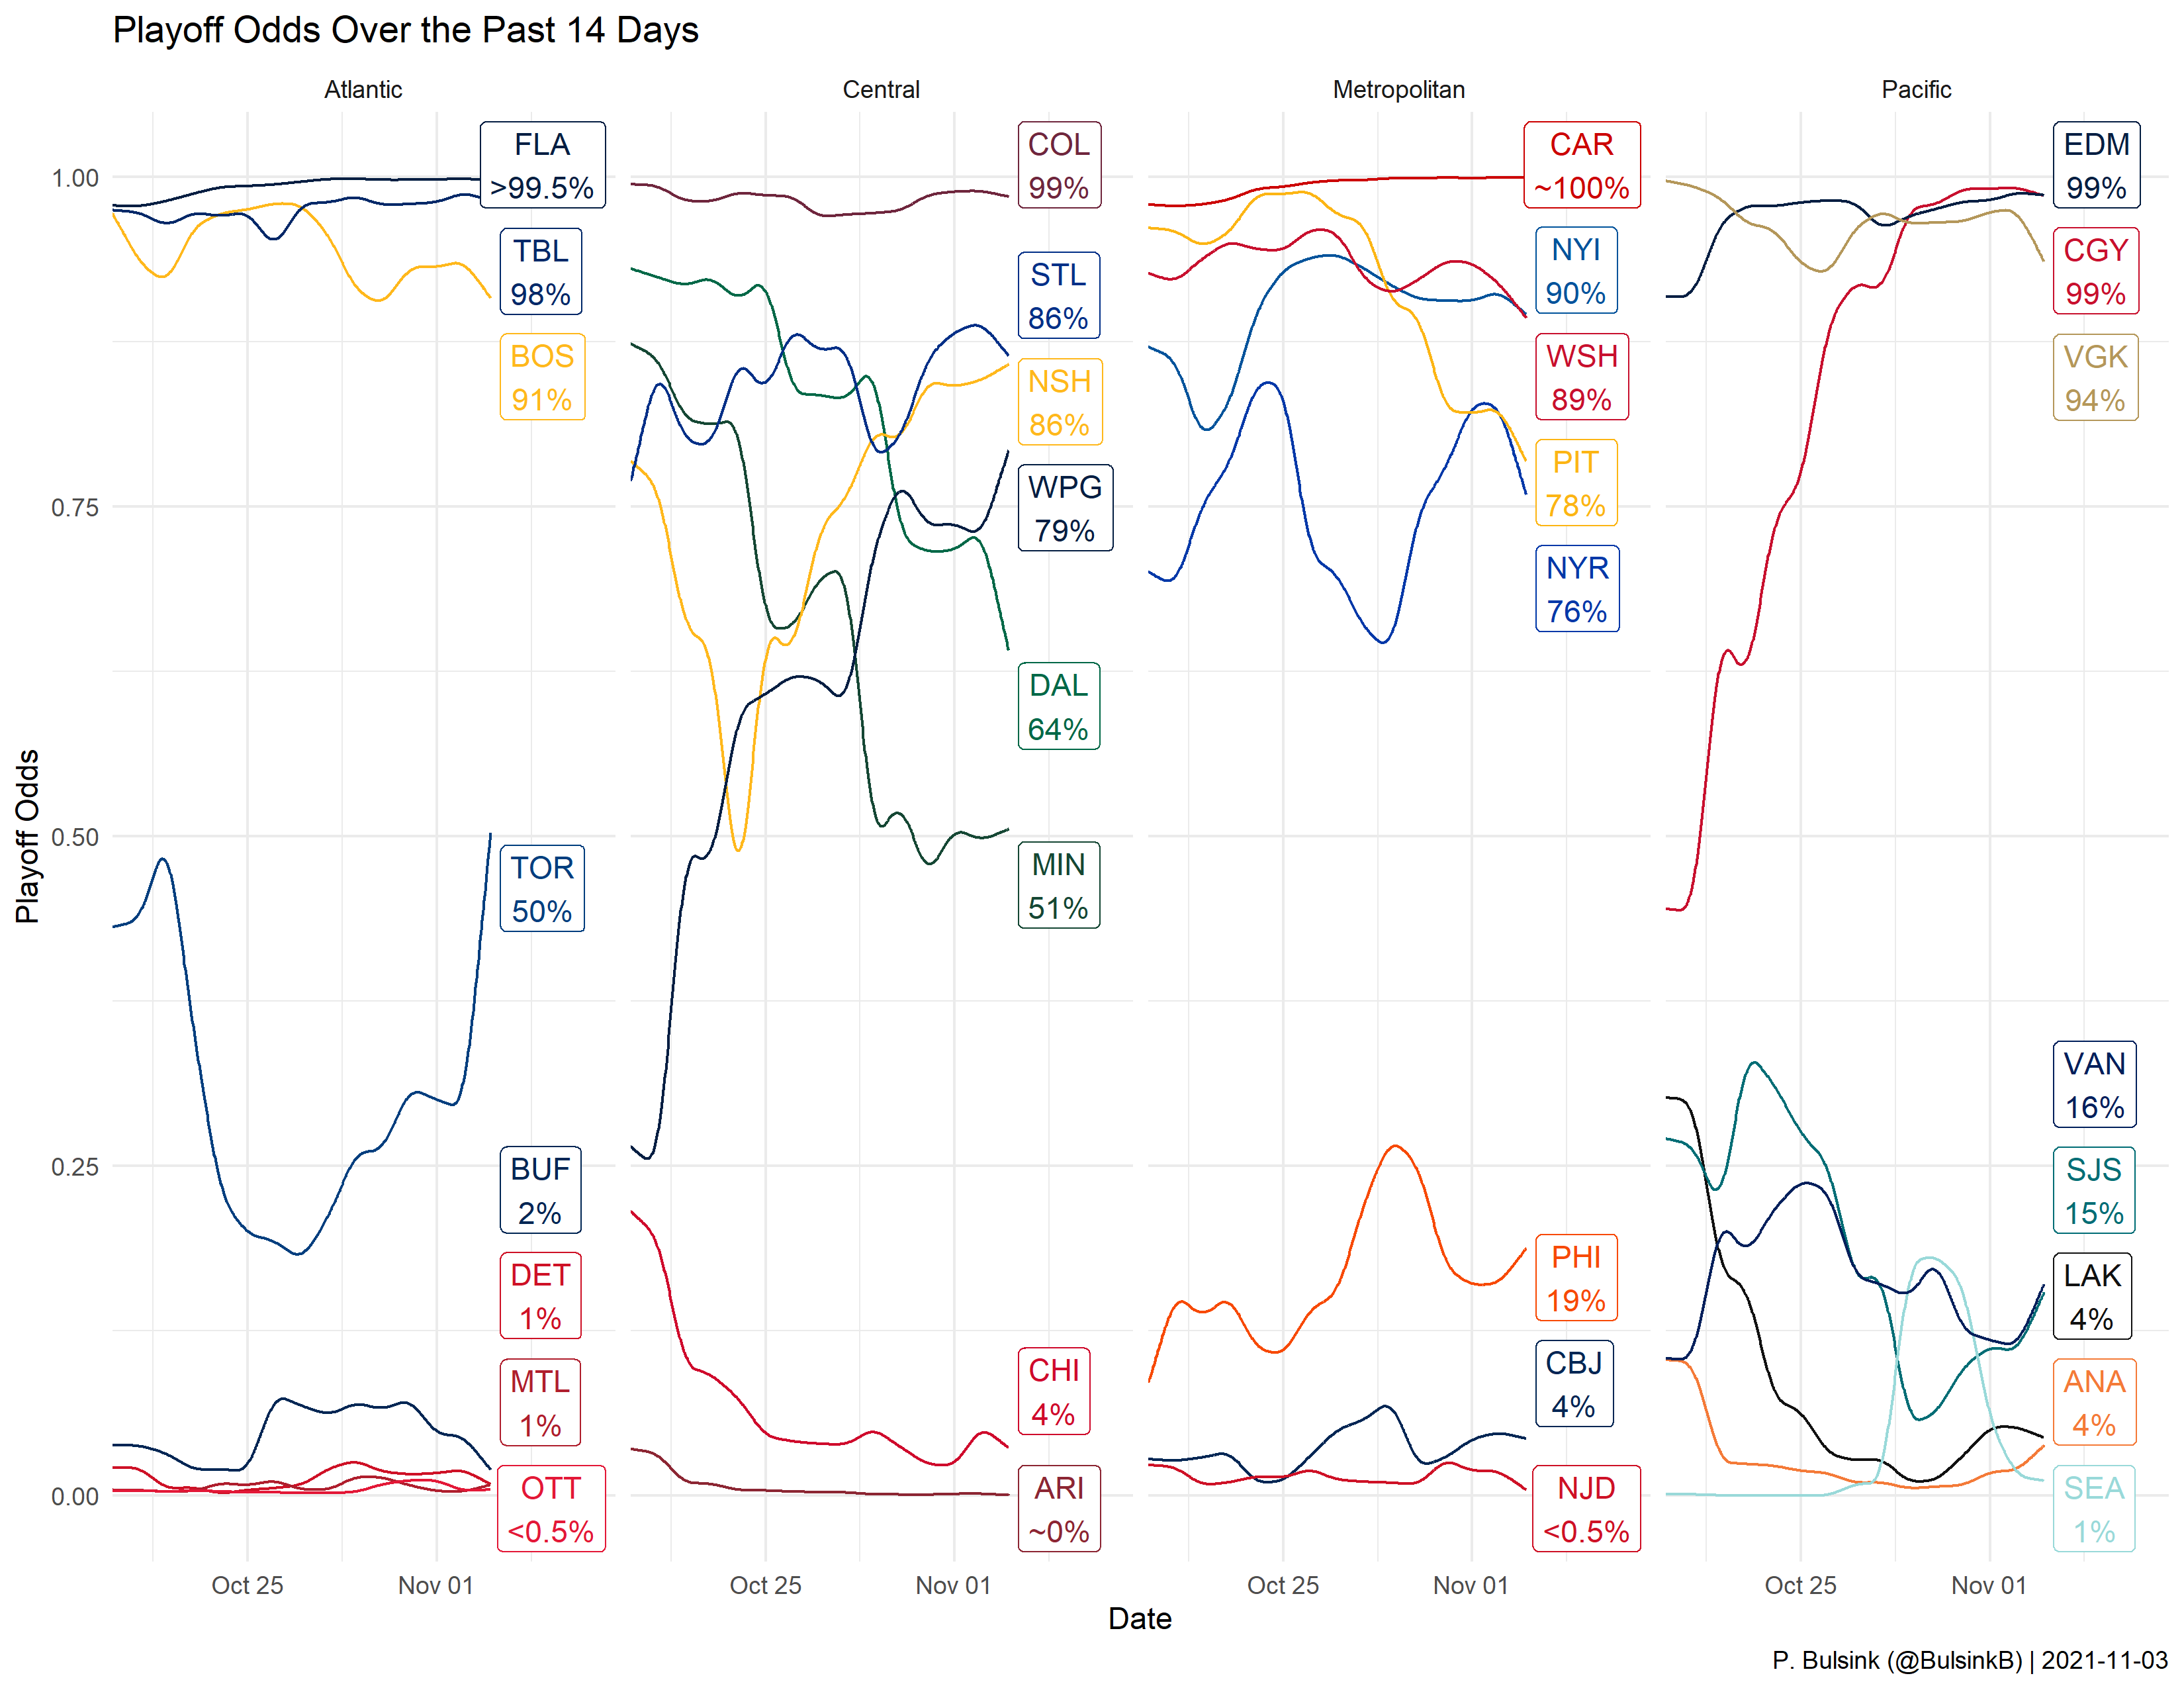 Playoff Odds Over the Past 14 Days
Atlantic
Central
Metropolitan
Pacific
Playoff Odds
1.00
0.75
0.50
0.25
0.00
FLA
>99.5%
TBL
98%
BOS
91%
TOR
50%
BUF
2%
DET
1%
MTL
1%
OTT
<0.5%
COL
99%
STL
86%
NSH
86%
WPG
79%
DAL
64%
MIN
51%
CHI
4%
ARI
~0%
CAR
~100%
NYI
90%
WSH
89%
PIT
78%
NYR
76%
PHI
19%
CBJ
4%
NJD
<0.5%
EDM
99%
CGY
99%
VGK
94%
VAN
16%
SJS
15%
LAK
4%
ANA
4%
SEA
1%
Oct 25
Nov 01
Oct 25
Nov 01
Oct 25
Nov 01
Oct 25
Nov 01
Date
P. Bulsink (@BulsinkB) | 2021-11-03